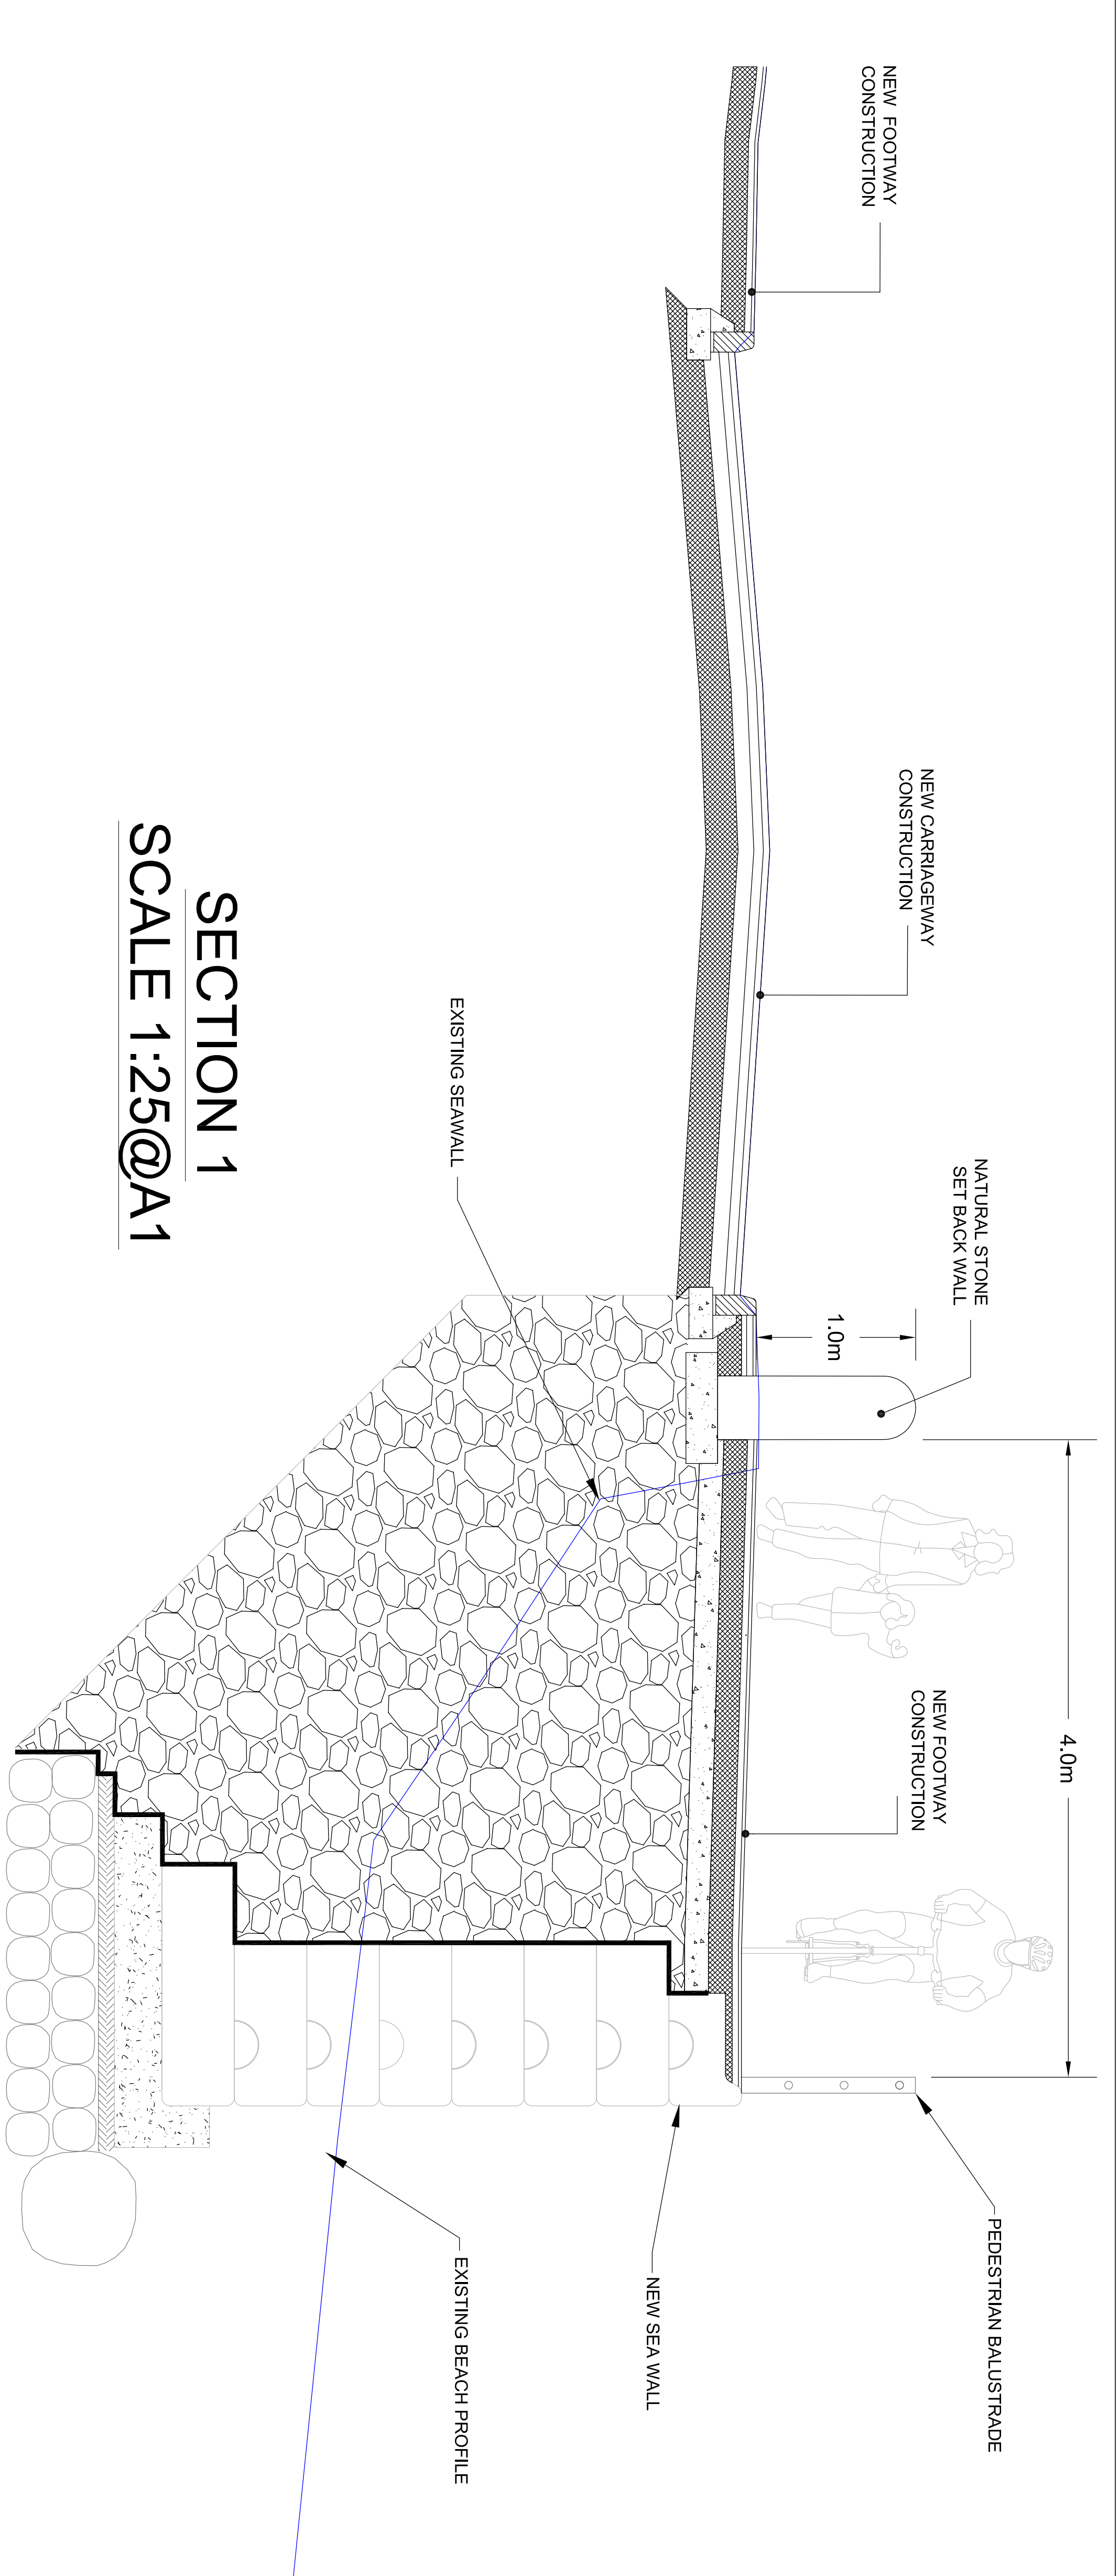 NEW FOOTWAY
CONSTRUCTION
NEW CARRIAGEWAY
CONSTRUCTION
NATURAL STONE
SET BACK WALL
1.0m
4.0m
NEW FOOTWAY
CONSTRUCTION
PEDESTRIAN BALUSTRADE
EXISTING SEAWALL
NEW SEA WALL
EXISTING BEACH PROFILE
SECTION 1
SCALE 1:25@A1